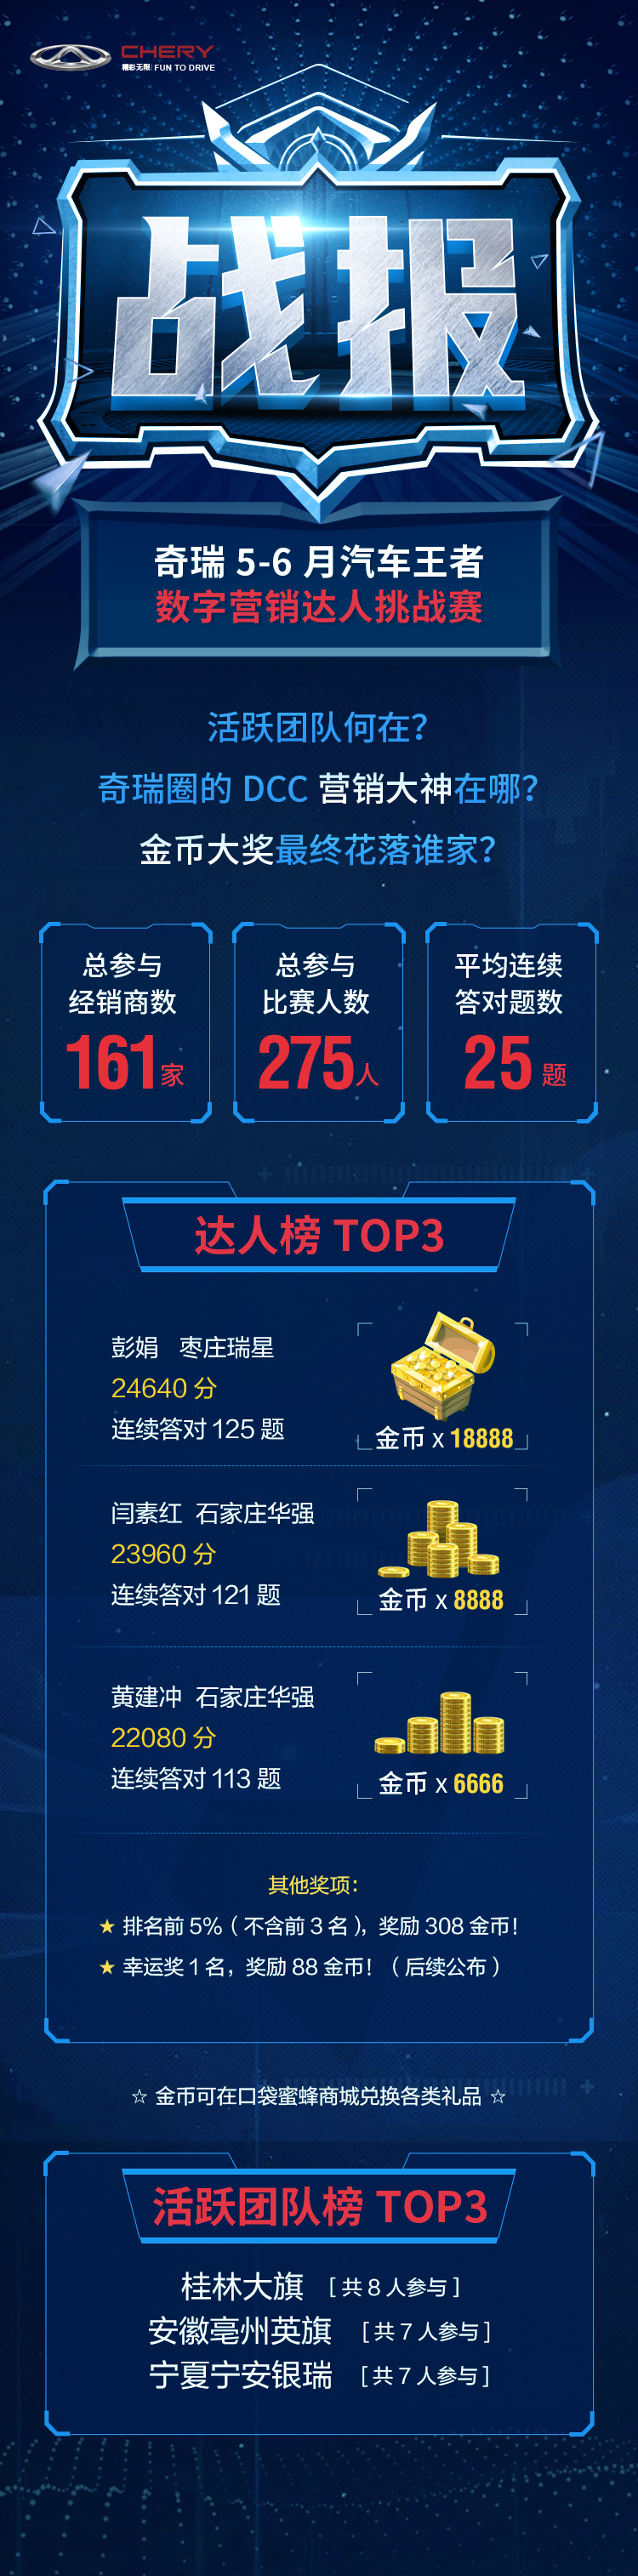 CHERY
精彩无限 FUN TO DRIVE
战报
奇瑞 5-6 月汽车王者
数字营销达人挑战赛
活跃团队何在？
奇瑞圈的 DCC 营销大神在哪？
金币大奖最终花落谁家？
总参与
经销商数
161家
总参与
比赛人数
275人
平均连续
答对题数
25 题
达人榜 TOP3
彭娟 枣庄瑞星
24640 分
连续答对 125 题
金币 x 18888
闫素红 石家庄华强
23960 分
连续答对 121 题
金币 x 8888
黄建冲 石家庄华强
22080 分
连续答对 113 题
金币 x 6666
其他奖项：
★ 排名前 5%（不含前 3 名），奖励 308 金币！
★ 幸运奖 1 名，奖励 88 金币！（后续公布）
☆ 金币可在口袋蜜蜂商城兑换各类礼品 ☆
活跃团队榜 TOP3
桂林大旗 [ 共 8 人参与 ]
安徽亳州英旗 [ 共 7 人参与 ]
宁夏宁安银瑞 [ 共 7 人参与 ]